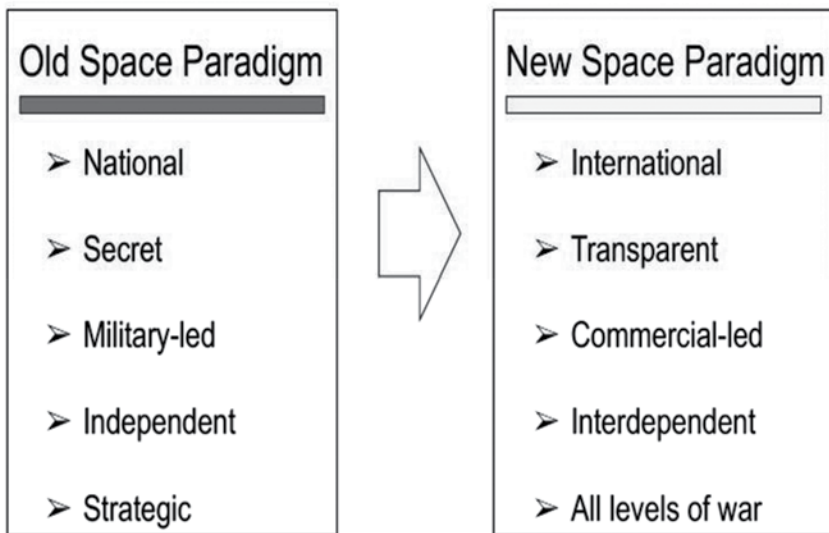 Old Space Paradigm
➢ National
➢ Secret
➢ Military-led
➢ Independent
➢ Strategic
New Space Paradigm
➢ International
➢ Transparent
➢ Commercial-led
➢ Interdependent
➢ All levels of war